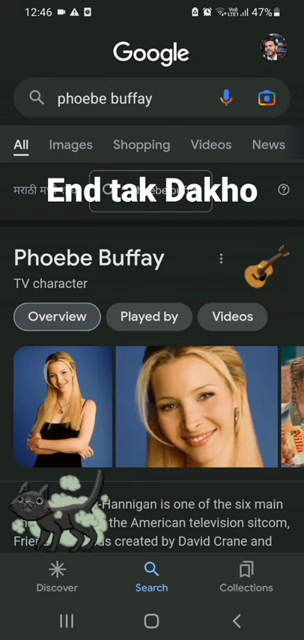 12:46
47%
Google
phoebe buffay
All Images Shopping Videos News
मराठी
End tak Dakho
Phoebe Buffay
TV character
Overview Played by Videos
-Hannigan is one of the six main
the American television sitcom,
Frie s created by David Crane and
Discover Search Collections